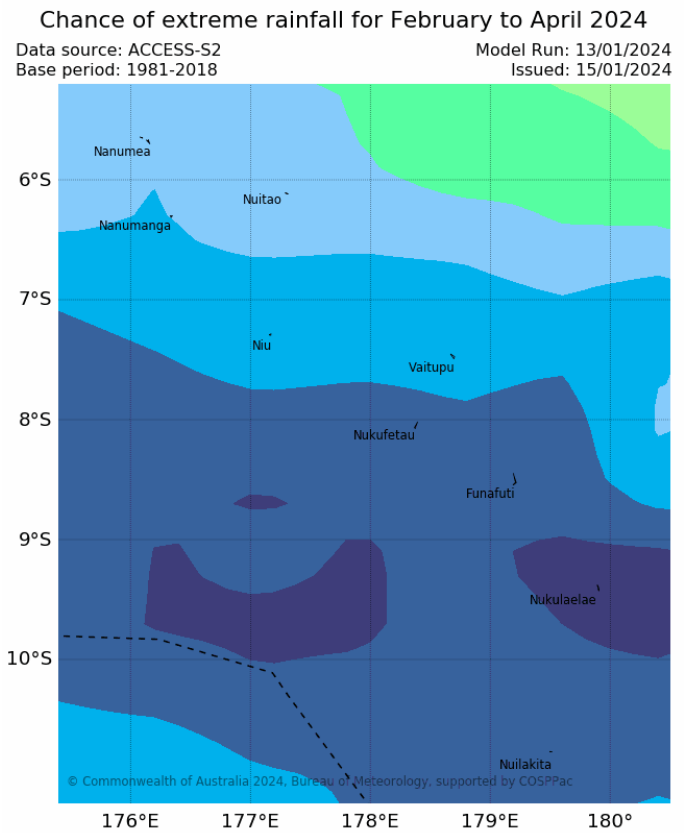 Chance of extreme rainfall for February to April 2024
Data source: ACCESS-S2
Model Run: 13/01/2024
Base period: 1981-2018
Issued: 15/01/2024
Nanumea
6°S
Nuitao
Nanumanga
7°S
Niu
Vaitupu
8°S
Nukufetau
Funafuti
9°S
Nukulaelae
10°S
Nuilakita
© Commonwealth of Australia 2024, Bureau of Meteorology, supported by COSPPac
176°E
177°E
178°E
179°E
180°